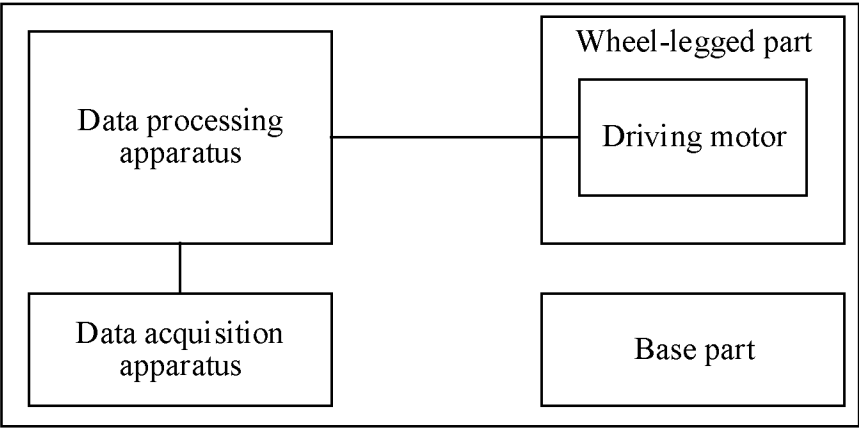 Data processing
apparatus
Wheel-legged part
Driving motor
Data acquisition
apparatus
Base part